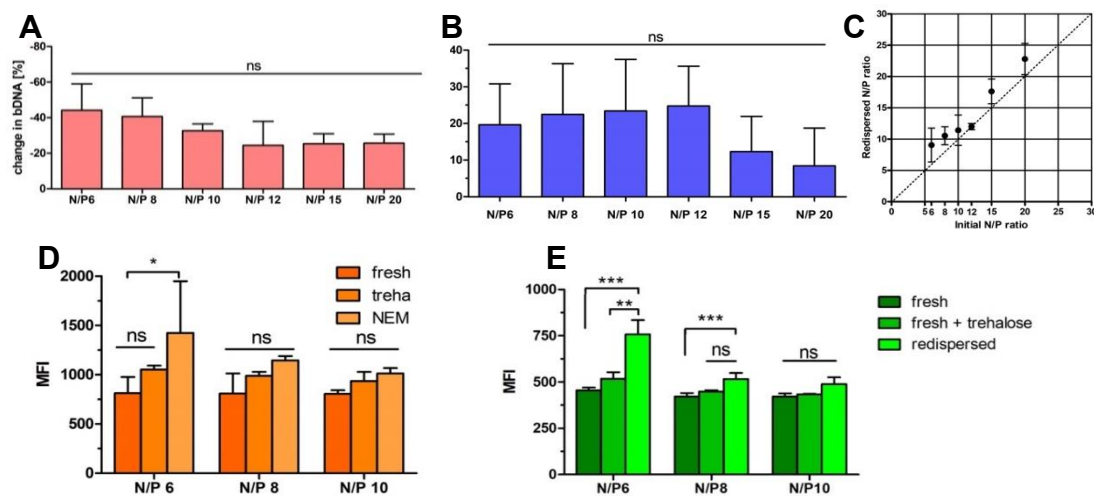 A
change in bDNA [%]
-80
-60
-40
-20
0
ns
N/P6 N/P 8 N/P 10 N/P 12 N/P 15 N/P 20
B
40
30
20
10
0
ns
N/P6 N/P 8 N/P 10 N/P 12 N/P 15 N/P 20
C
Redispersed N/P ratio
30
25
20
15
10
5
0
0 5 6 8 10 12 15 20 25 30
Initial N/P ratio
D
MFI
2000
1500
1000
500
0
*
ns
ns
ns
fresh
treha
NEM
N/P 6 N/P 8 N/P 10
E
MFI
1000
750
500
250
0
***
**
***
ns
ns
fresh
fresh + trehalose
redispersed
N/P6 N/P8 N/P10